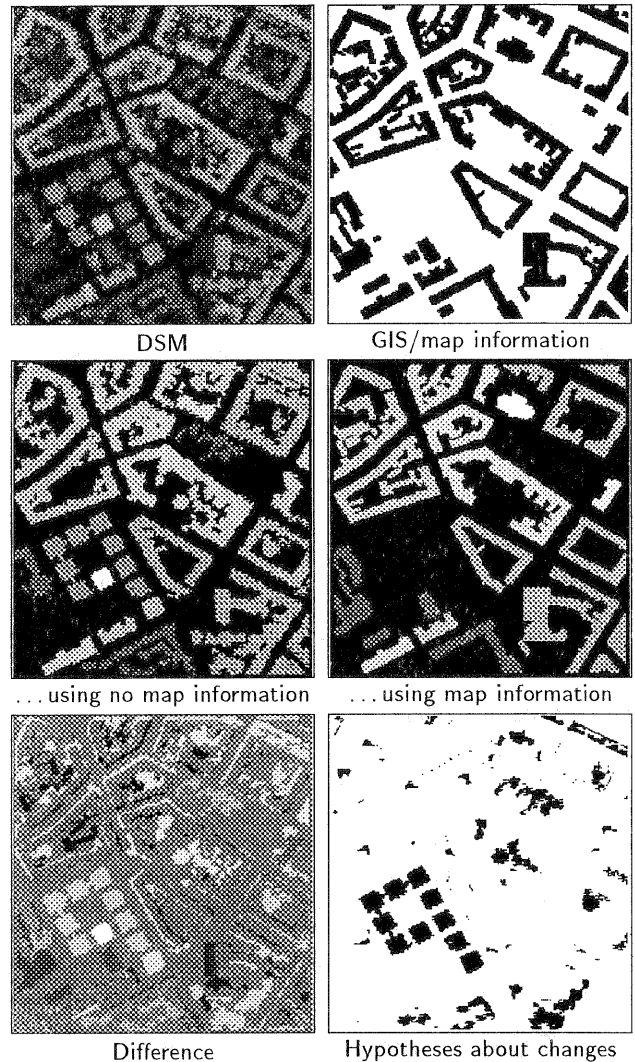 DSM
GIS/map information
...using no map information
...using map information
Difference
Hypotheses about changes